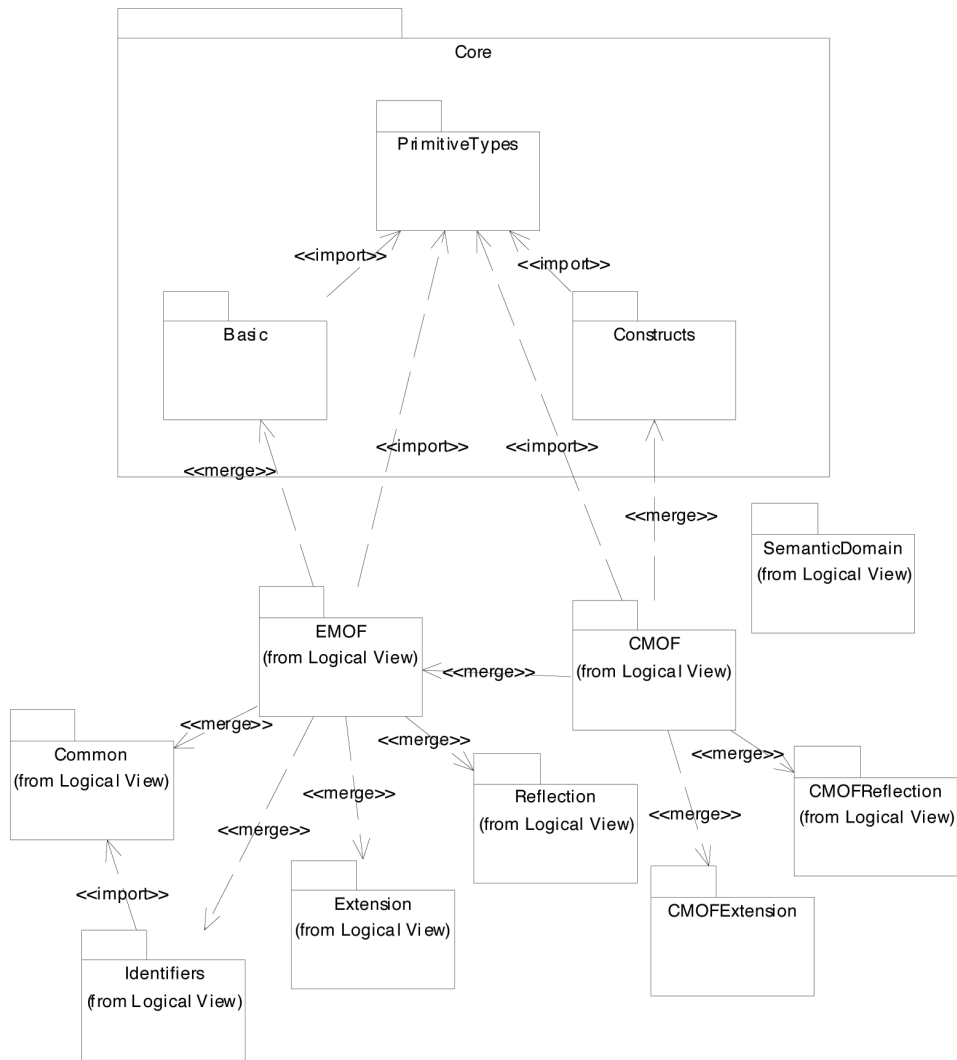 Core
PrimitiveTypes
<<import>>
<<import>>
Basic
Constructs
<<import>>
<<import>>
<<merge>>
<<merge>>
SemanticDomain
(from Logical View)
EMOF
(from Logical View)
CMOF
(from Logical View)
<<merge>>
<<merge>>
<<merge>>
<<merge>>
Common
(from Logical View)
Reflection
(from Logical View)
CMOFReflection
(from Logical View)
<<merge>>
<<merge>>
<<merge>>
<<import>>
Extension
(from Logical View)
CMOFExtension
Identifiers
(from Logical View)